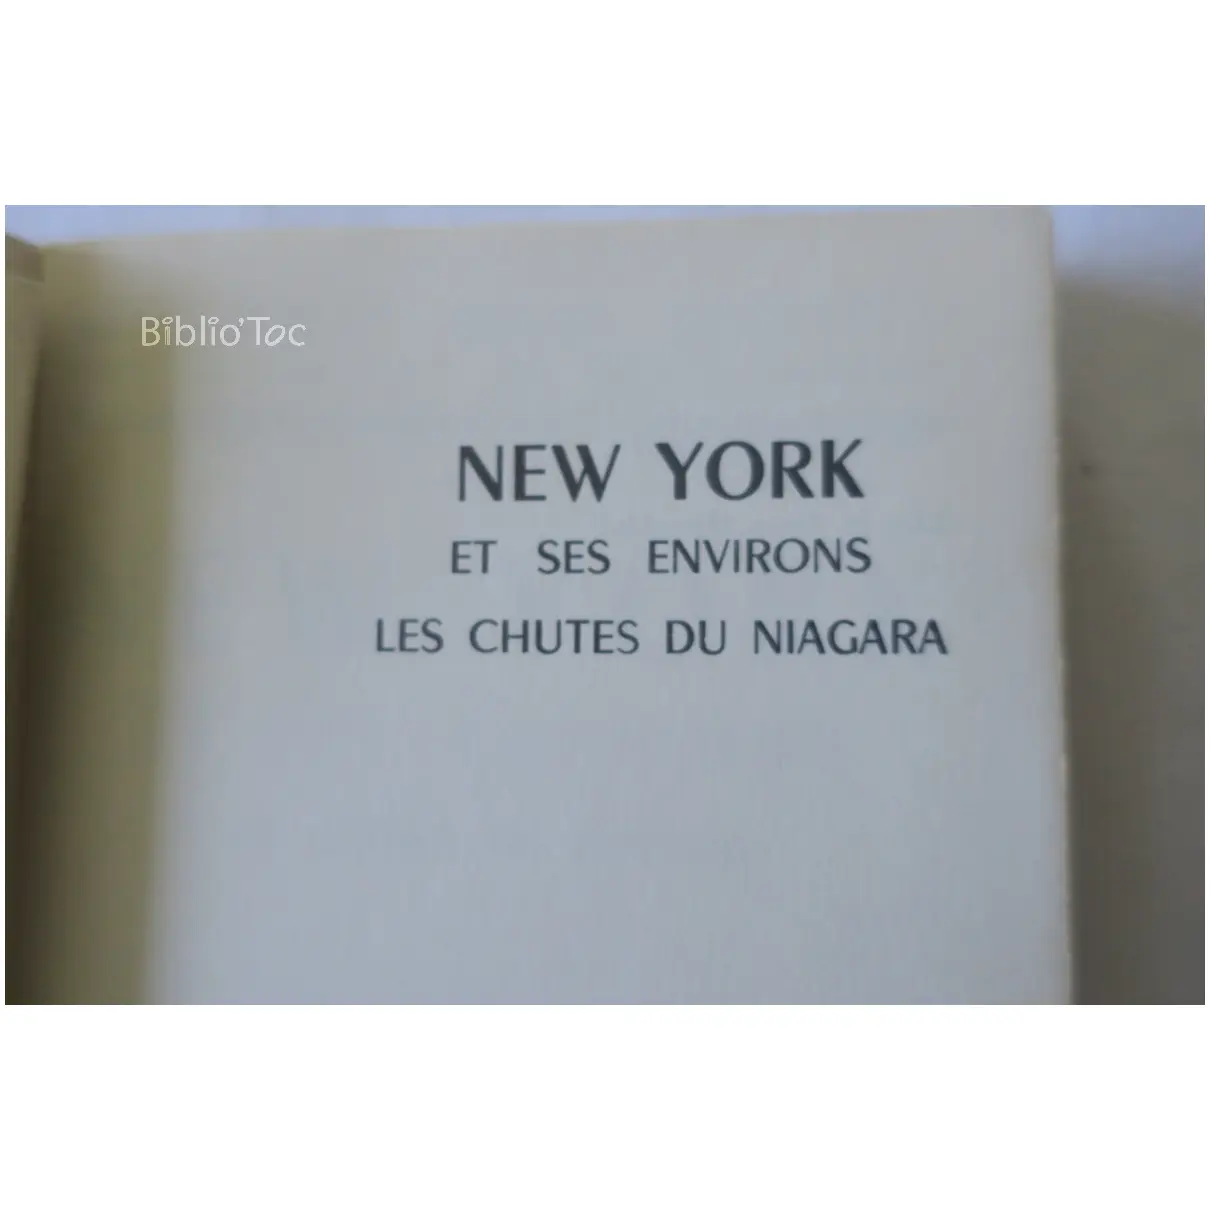 Biblio'Toc
NEW YORK
ET SES ENVIRONS
LES CHUTES DU NIAGARA